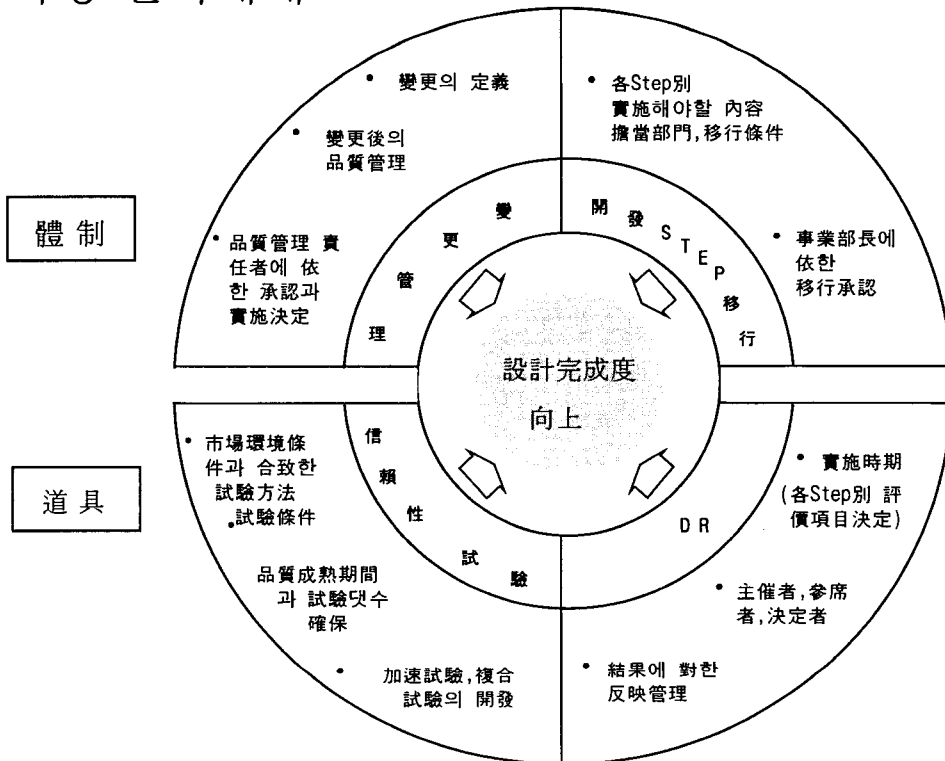 變更의 定義
變更後의
品質管理
品質管理 責
任者에 依
한 承認과
實施決定
各Step別
實施해야할 內容
擔當部門,移行條件
事業部長에
依한
移行承認
體制
變更管理
開發STEP移行
設計完成度
向上
道具
信賴性試驗
DR
市場環境條
件과 合致한
試驗方法
試驗條件
品質成熟期間
과 試驗댓수
確保
加速試驗,複合
試驗의 開發
實施時期
(各Step別 評
價項目決定)
主催者,參席
者,決定者
結果에 對한
反映管理